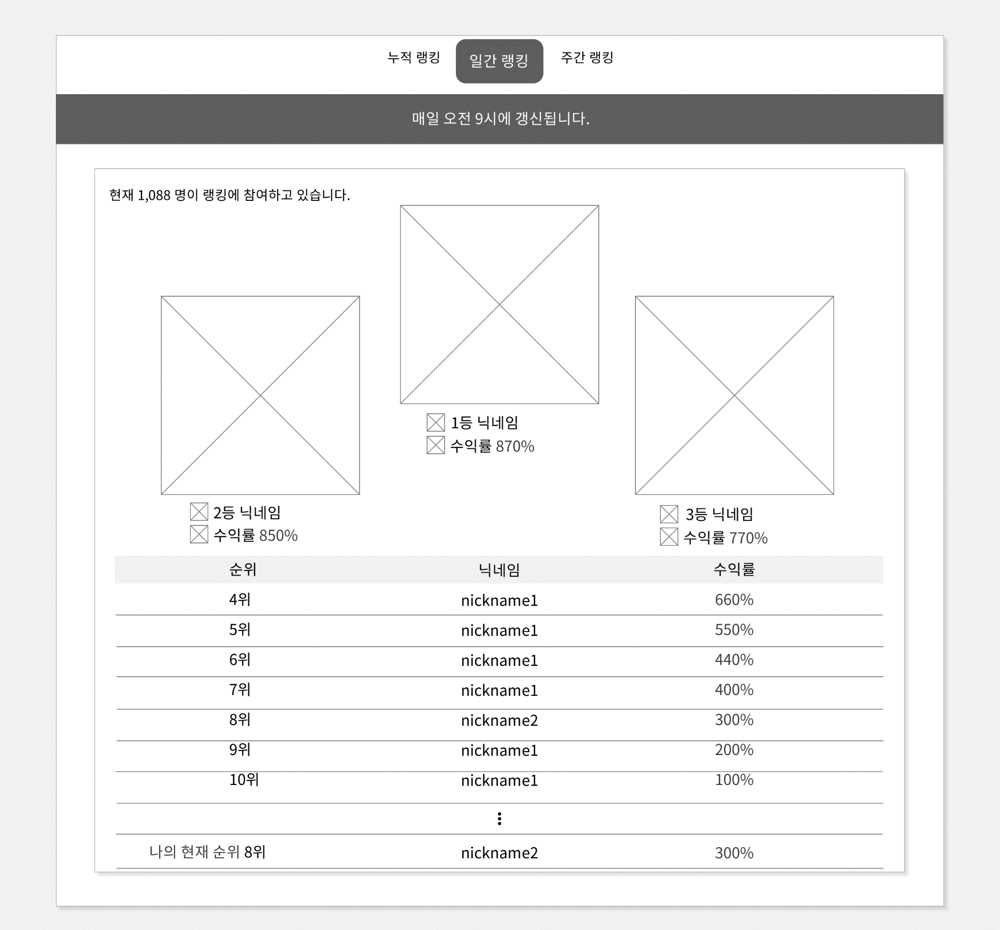 누적 랭킹 일간 랭킹 주간 랭킹
매일 오전 9시에 갱신됩니다.
현재 1,088 명이 랭킹에 참여하고 있습니다.
1등 닉네임
수익률 870%
2등 닉네임
수익률 850%
3등 닉네임
수익률 770%
순위 닉네임 수익률
4위 nickname1 660%
5위 nickname1 550%
6위 nickname1 440%
7위 nickname1 400%
8위 nickname2 300%
9위 nickname1 200%
10위 nickname1 100%
나의 현재 순위 8위 nickname2 300%